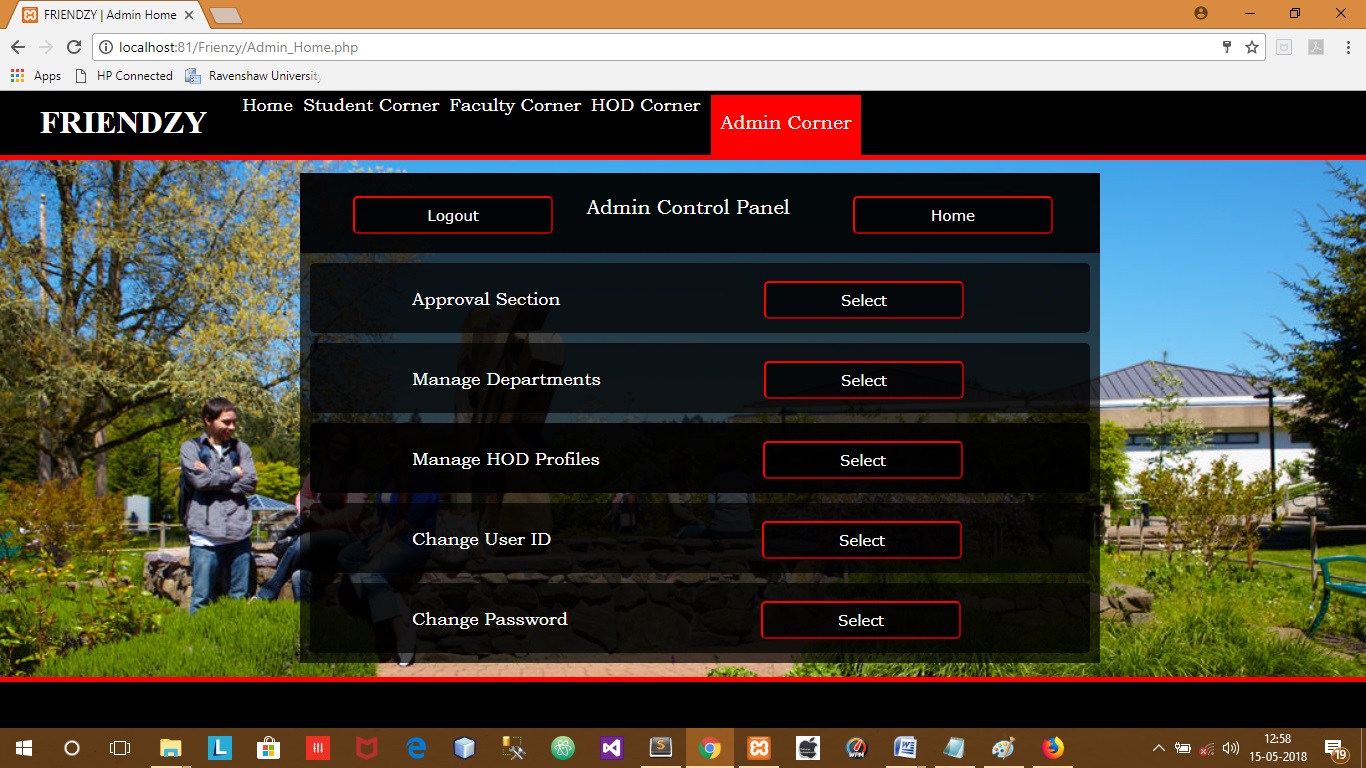 FRIENDZY | Admin Home
localhost:81/Frienzy/Admin_Home.php
Apps HP Connected Ravenshaw University
FRIENDZY Home Student Corner Faculty Corner HOD Corner Admin Corner
Logout Admin Control Panel Home
Approval Section Select
Manage Departments Select
Manage HOD Profiles Select
Change User ID Select
Change Password Select
L S WPM W 12:58
15-05-2018 19